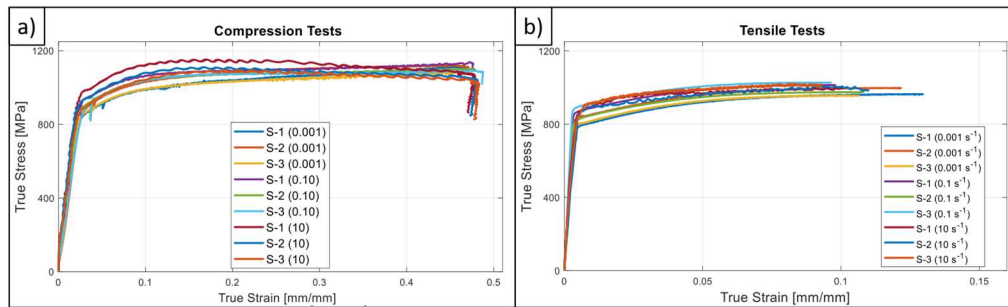 a)
Compression Tests
1200
800
400
0
True Stress [MPa]
S-1 (0.001)
S-2 (0.001)
S-3 (0.001)
S-1 (0.10)
S-2 (0.10)
S-3 (0.10)
S-1 (10)
S-2 (10)
S-3 (10)
0 0.1 0.2 0.3 0.4 0.5
True Strain [mm/mm]
b)
Tensile Tests
1200
800
400
0
True Stress [MPa]
S-1 (0.001 s⁻¹)
S-2 (0.001 s⁻¹)
S-3 (0.001 s⁻¹)
S-1 (0.1 s⁻¹)
S-2 (0.1 s⁻¹)
S-3 (0.1 s⁻¹)
S-1 (10 s⁻¹)
S-2 (10 s⁻¹)
S-3 (10 s⁻¹)
0 0.05 0.1 0.15
True Strain [mm/mm]